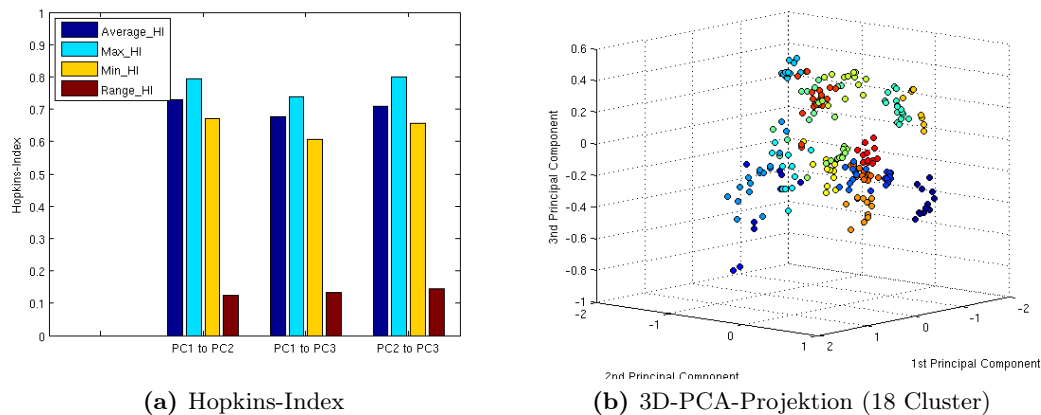 1
0.9
0.8
0.7
0.6
0.5
0.4
0.3
0.2
0.1
0
Hopkins-Index
Average_HI
Max_HI
Min_HI
Range_HI
PC1 to PC2
PC1 to PC3
PC2 to PC3
(a) Hopkins-Index
0.6
0.4
0.2
0
-0.2
-0.4
-0.6
-0.8
-1
3nd Principal Component
-2
-1
0
1
2nd Principal Component
2
1
0
-1
-2
1st Principal Component
(b) 3D-PCA-Projektion (18 Cluster)